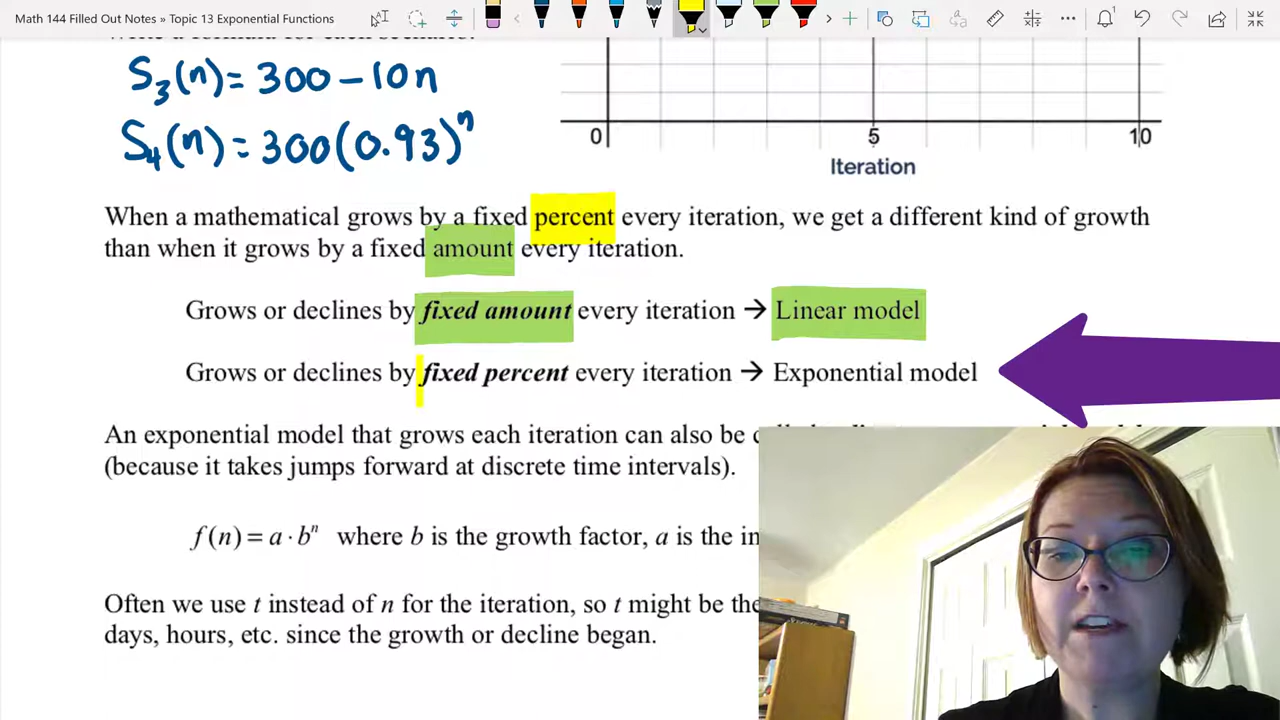 Math 144 Filled Out Notes » Topic 13 Exponential Functions
S₃(n) = 300 – 10n
S₄(n) = 300(0.93)ⁿ
0 5 10
Iteration
When a mathematical grows by a fixed percent every iteration, we get a different kind of growth
than when it grows by a fixed amount every iteration.
Grows or declines by fixed amount every iteration → Linear model
Grows or declines by fixed percent every iteration → Exponential model
An exponential model that grows each iteration can also be
(because it takes jumps forward at discrete time intervals).
f(n) = a · bⁿ where b is the growth factor, a is the
Often we use t instead of n for the iteration, so t might be the
days, hours, etc. since the growth or decline began.